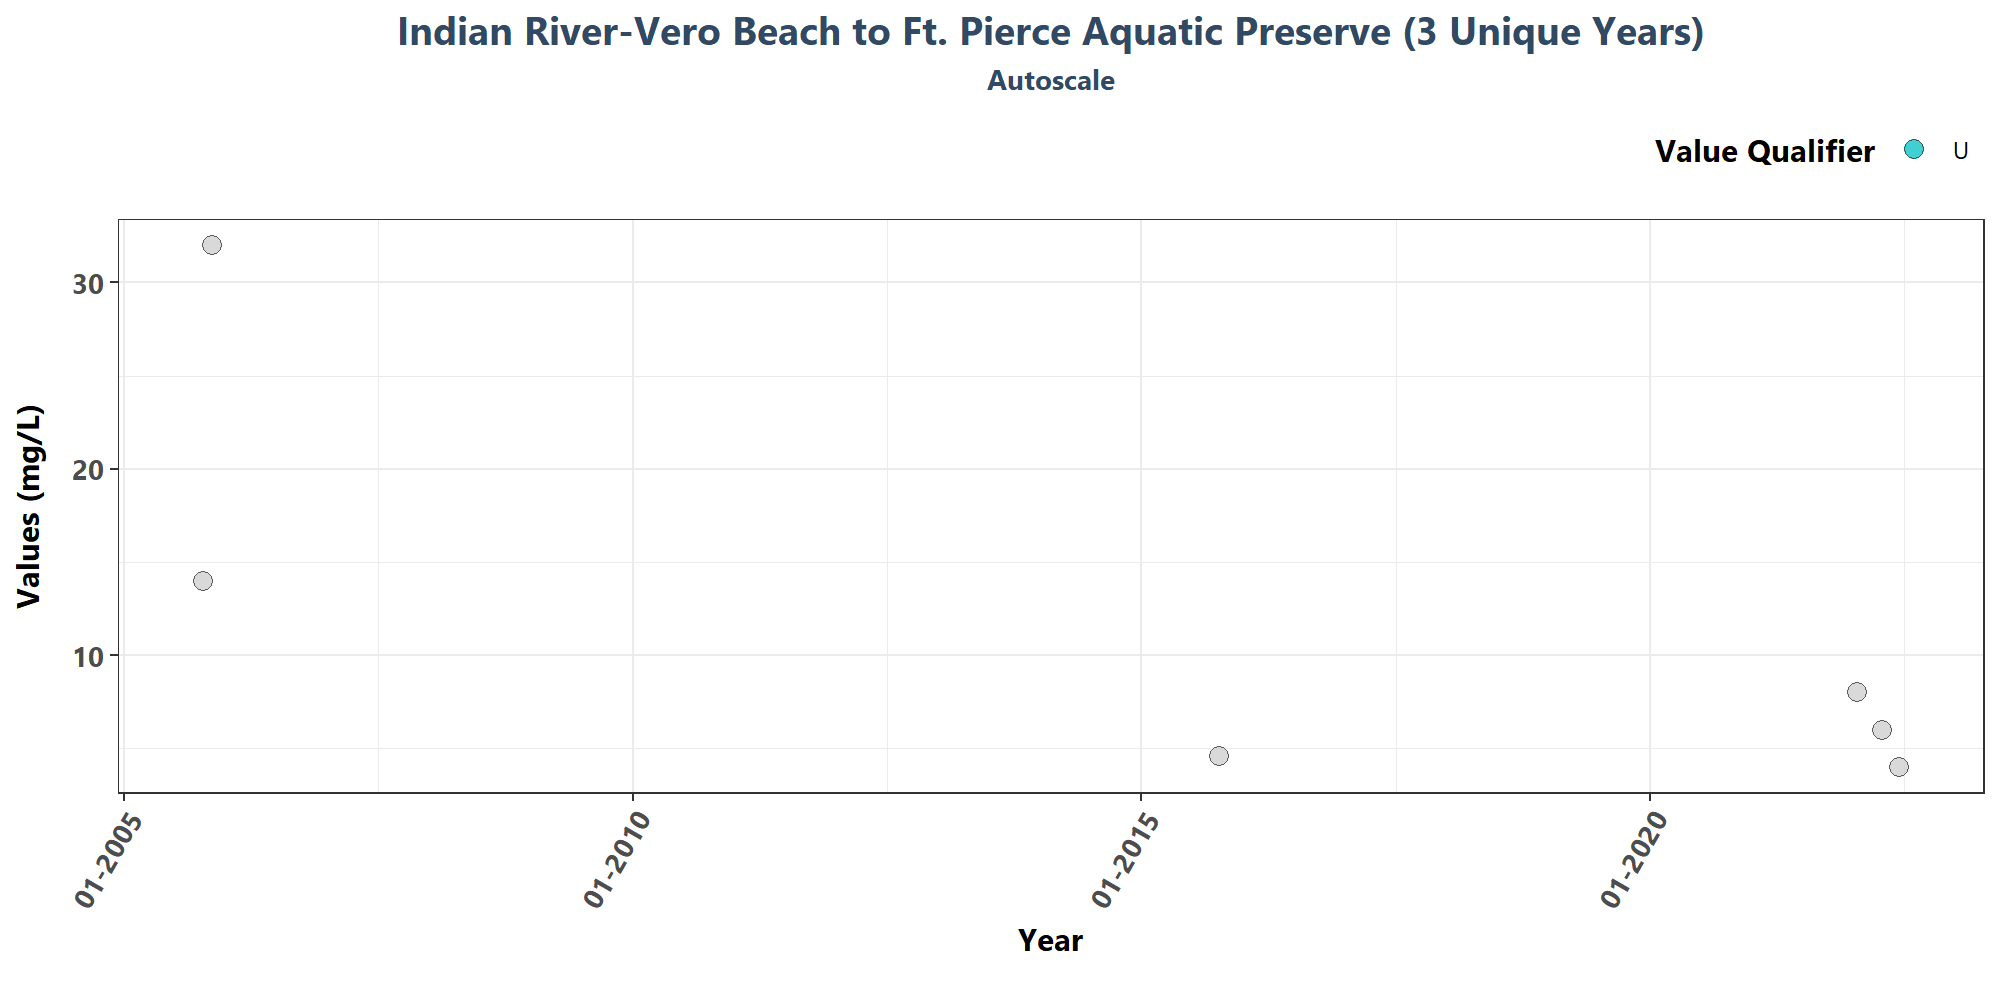 Indian River-Vero Beach to Ft. Pierce Aquatic Preserve (3 Unique Years)
Autoscale
Value Qualifier U
Values (mg/L)
30
20
10
01-2005
01-2010
01-2015
01-2020
Year